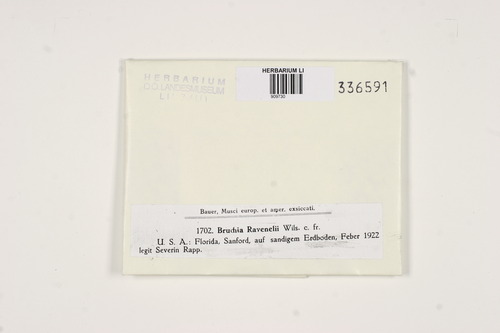 HERBARIUM
O.Ö. LANDESMUSEUM
LINZ
HERBARIUM LI
909730
336591
Bauer, Musci europ. et amer. exsiccati.
1702. Bruchia Ravenelii Wils. c. fr.
U. S. A.: Florida, Sanford, auf sandigem Erdboden, Feber 1922
legit Severin Rapp.